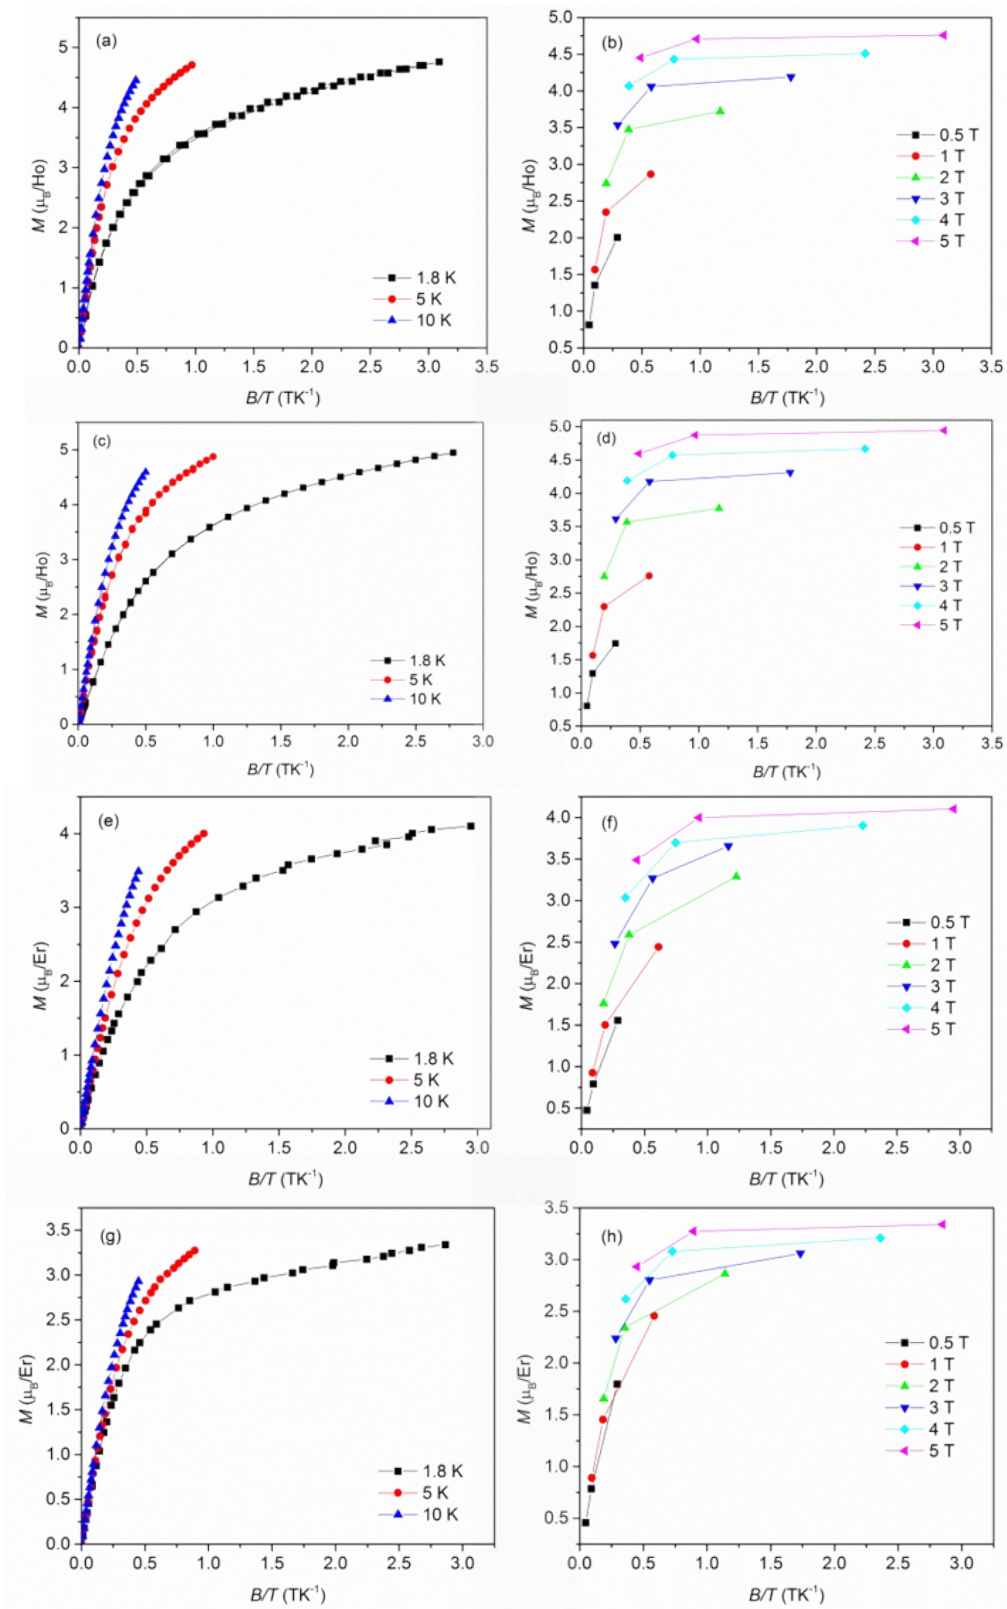 (a)
5
4
3
2
1
0
M (μB/Ho)
1.8 K
5 K
10 K
0.0 0.5 1.0 1.5 2.0 2.5 3.0 3.5
B/T (TK-1)
(b)
5.0
4.5
4.0
3.5
3.0
2.5
2.0
1.5
1.0
0.5
M (μB/Ho)
0.5 T
1 T
2 T
3 T
4 T
5 T
0.0 0.5 1.0 1.5 2.0 2.5 3.0 3.5
B/T (TK-1)
(c)
5
4
3
2
1
0
M (μB/Ho)
1.8 K
5 K
10 K
0.0 0.5 1.0 1.5 2.0 2.5 3.0
B/T (TK-1)
(d)
5.0
4.5
4.0
3.5
3.0
2.5
2.0
1.5
1.0
0.5
M (μB/Ho)
0.5 T
1 T
2 T
3 T
4 T
5 T
0.0 0.5 1.0 1.5 2.0 2.5 3.0 3.5
B/T (TK-1)
(e)
4
3
2
1
0
M (μB/Er)
1.8 K
5 K
10 K
0.0 0.5 1.0 1.5 2.0 2.5 3.0
B/T (TK-1)
(f)
4.0
3.5
3.0
2.5
2.0
1.5
1.0
0.5
M (μB/Er)
0.5 T
1 T
2 T
3 T
4 T
5 T
0.0 0.5 1.0 1.5 2.0 2.5 3.0
B/T (TK-1)
(g)
3.5
3.0
2.5
2.0
1.5
1.0
0.5
0.0
M (μB/Er)
1.8 K
5 K
10 K
0.0 0.5 1.0 1.5 2.0 2.5 3.0
B/T (TK-1)
(h)
3.5
3.0
2.5
2.0
1.5
1.0
0.5
M (μB/Er)
0.5 T
1 T
2 T
3 T
4 T
5 T
0.0 0.5 1.0 1.5 2.0 2.5 3.0
B/T (TK-1)